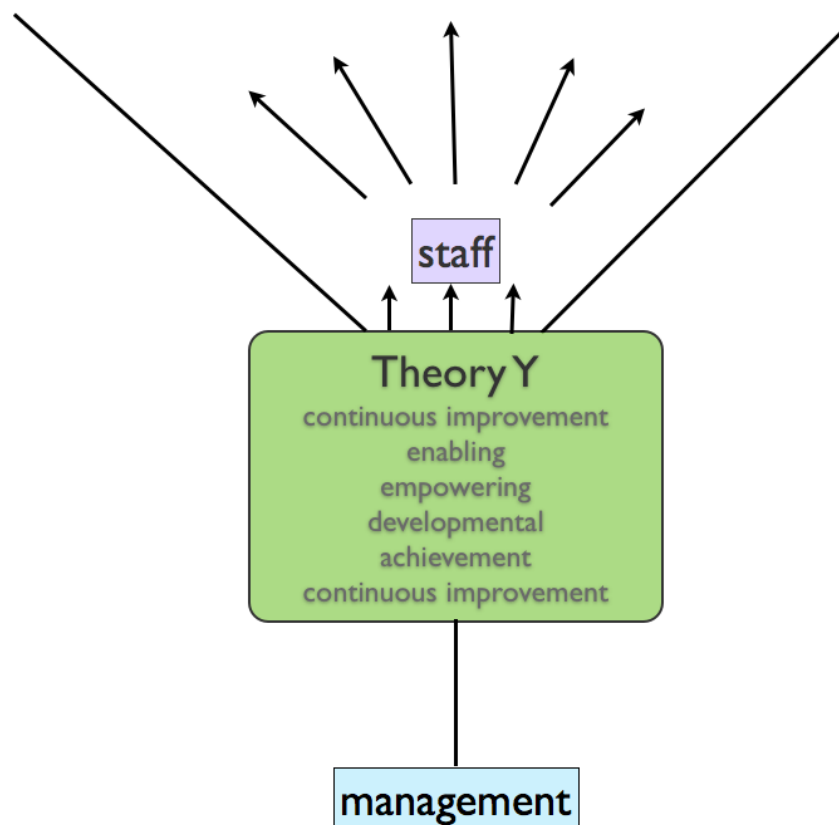 staff
Theory Y
continuous improvement
enabling
empowering
developmental
achievement
continuous improvement
management